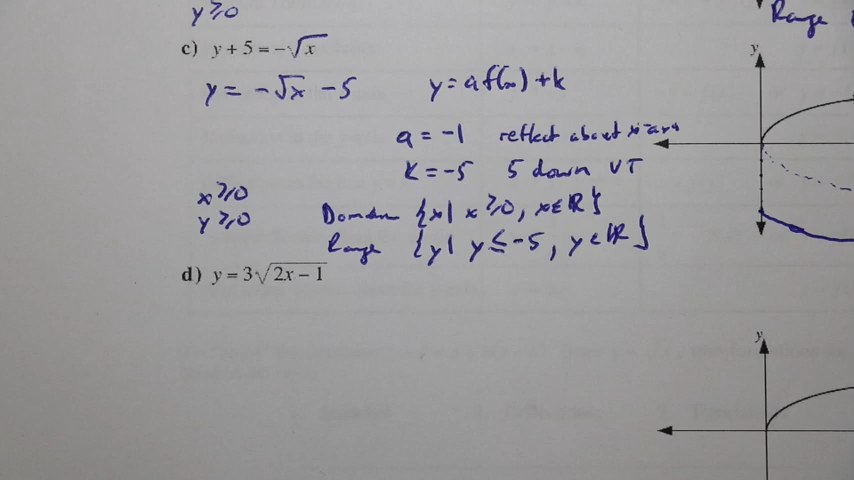 y ≥ 0
Range
c) y + 5 = -√x
y
y = -√x - 5
y = a f(x) + k
a = -1 reflect about x-axis
k = -5 5 down VT
x ≥ 0
y ≥ 0
Domain {x | x ≥ 0, x ∈ ℝ}
Range {y | y ≤ -5, y ∈ ℝ}
d) y = 3√(2x - 1)
y